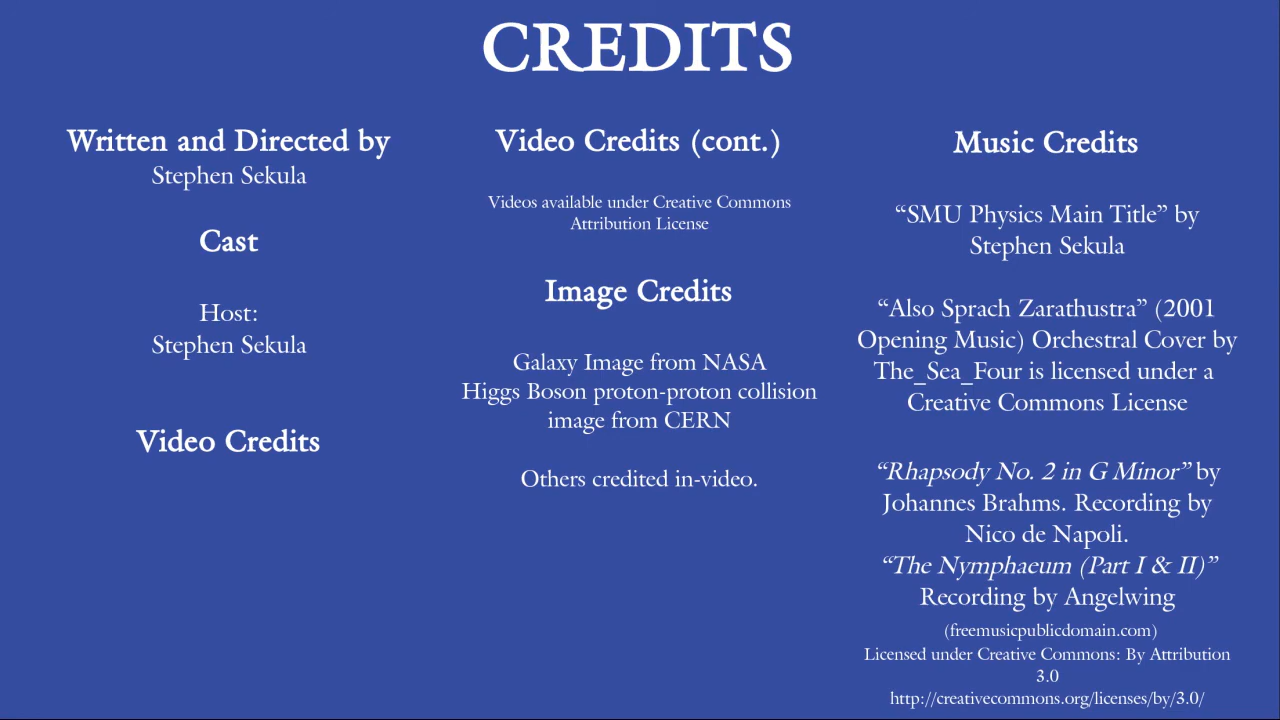 CREDITS
Written and Directed by
Stephen Sekula
Cast
Host:
Stephen Sekula
Video Credits
Video Credits (cont.)
Videos available under Creative Commons
Attribution License
Image Credits
Galaxy Image from NASA
Higgs Boson proton-proton collision
image from CERN
Others credited in-video.
Music Credits
“SMU Physics Main Title” by
Stephen Sekula
“Also Sprach Zarathustra” (2001
Opening Music) Orchestral Cover by
The_Sea_Four is licensed under a
Creative Commons License
“Rhapsody No. 2 in G Minor” by
Johannes Brahms. Recording by
Nico de Napoli.
“The Nymphaeum (Part I & II)”
Recording by Angelwing
(freemusicpublicdomain.com)
Licensed under Creative Commons: By Attribution
3.0
http://creativecommons.org/licenses/by/3.0/